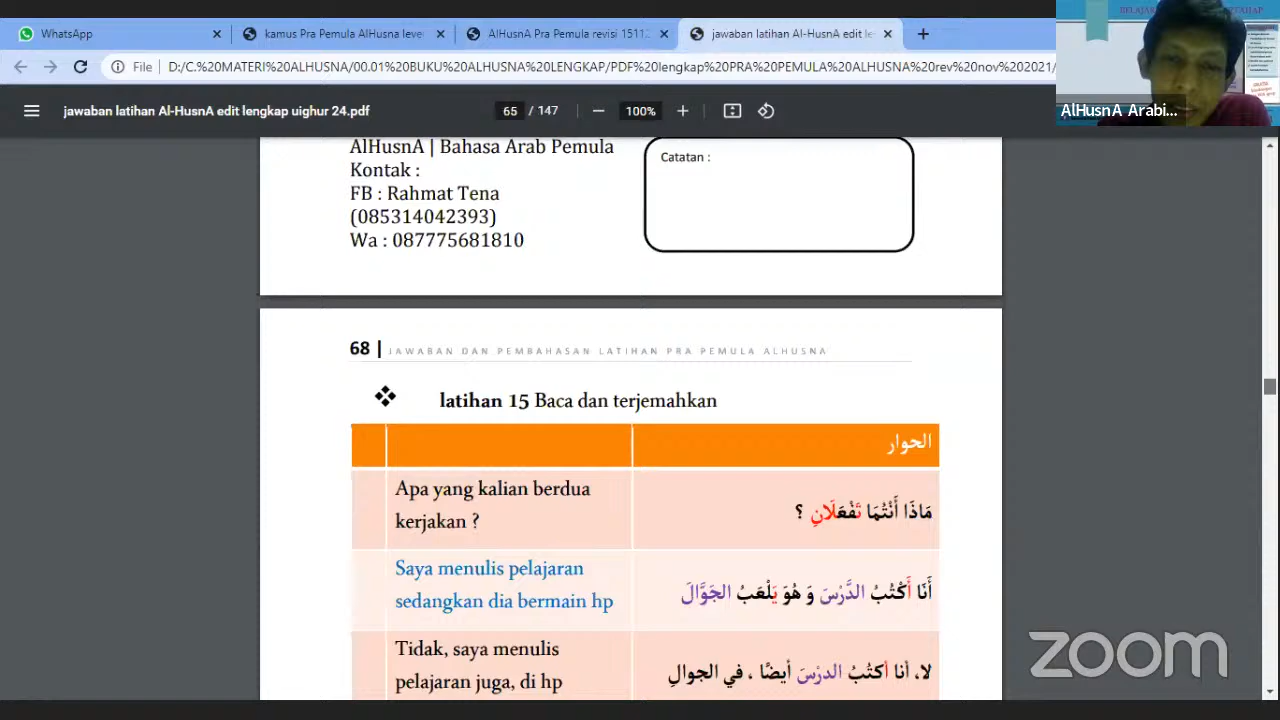 WhatsApp
kamus Pra Pemula AlHusna leve
AlHusnA Pra Pemula revisi 1511
jawaban latihan Al-HusnA edit le
File
D:/C.%20MATERI%20ALHUSNA/00.01%20BUKU%20ALHUSNA%20LENGKAP/PDF%20lengkap%20PRA%20PEMULA%20ALHUSNA%20rev%20nov%202021/
jawaban latihan Al-HusnA edit lengkap uighur 24.pdf
65 / 147
100%
AlHusnA Arabi...
AlHusnA | Bahasa Arab Pemula
Kontak :
FB : Rahmat Tena
(085314042393)
Wa : 087775681810
Catatan :
68 | JAWABAN DAN PEMBAHASAN LATIHAN PRA PEMULA ALHUSNA
latihan 15 Baca dan terjemahkan
الحوار
مَاذَا أَنْتُمَا تَفْعَلَانِ ؟
Apa yang kalian berdua
kerjakan ?
أَنَا أَكْتُبُ الدَّرْسَ وَ هُوَ يَلْعَبُ الجَوَّالَ
Saya menulis pelajaran
sedangkan dia bermain hp
لا، أنا أكتُبُ الدرْسَ أيضًا ، في الجوالِ
Tidak, saya menulis
pelajaran juga, di hp
zoom